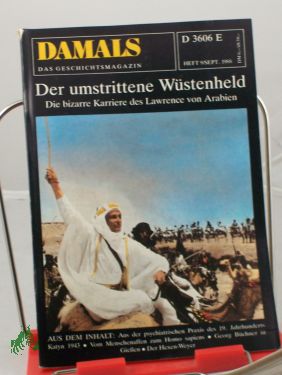 DAMALS
DAS GESCHICHTSMAGAZIN
D 3606 E
HEFT 9/SEPT. 1986
Der umstrittene Wüstenheld
Die bizarre Karriere des Lawrence von Arabien
AUS DEM INHALT: Aus der psychiatrischen Praxis des 19. Jahrhunderts
Katyn 1943 • Vom Menschenaffen zum Homo sapiens • Georg Büchner in
Gießen • Der Hexen-Weyer